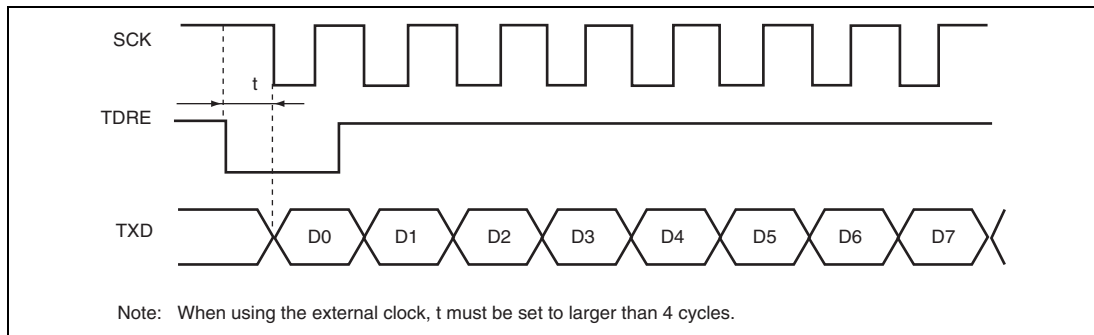 SCK
t
TDRE
TXD
D0 D1 D2 D3 D4 D5 D6 D7
Note: When using the external clock, t must be set to larger than 4 cycles.